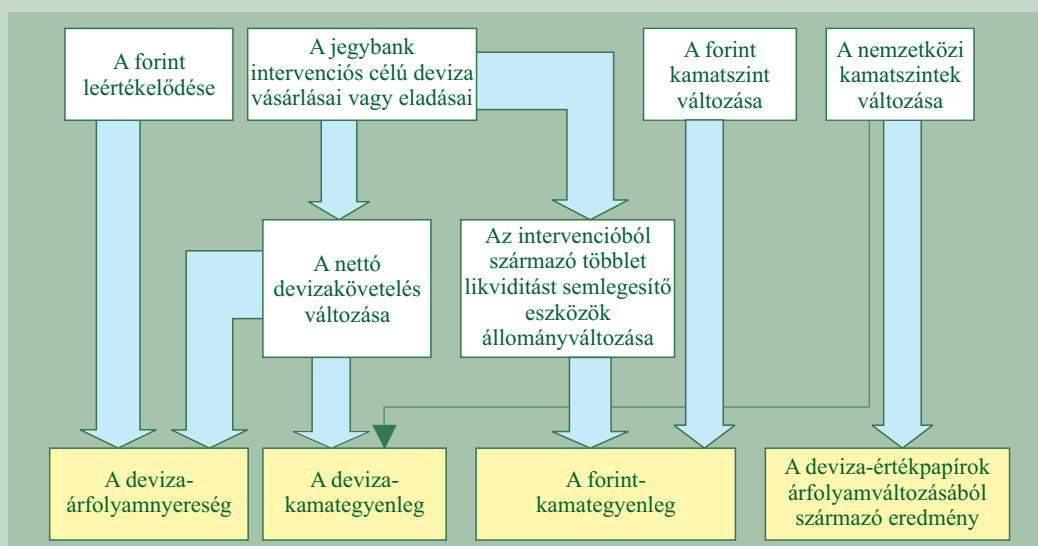 A forint
leértékelődése
A jegybank
intervenciós célú deviza
vásárlásai vagy eladásai
A forint
kamatszint
változása
A nemzetközi
kamatszintek
változása
A nettó
devizakövetelés
változása
Az intervencióból
származó többlet
likviditást semlegesítő
eszközök
állományváltozása
A deviza-
árfolyamnyereség
A deviza-
kamategyenleg
A forint-
kamategyenleg
A deviza-értékpapírok
árfolyamváltozásából
származó eredmény